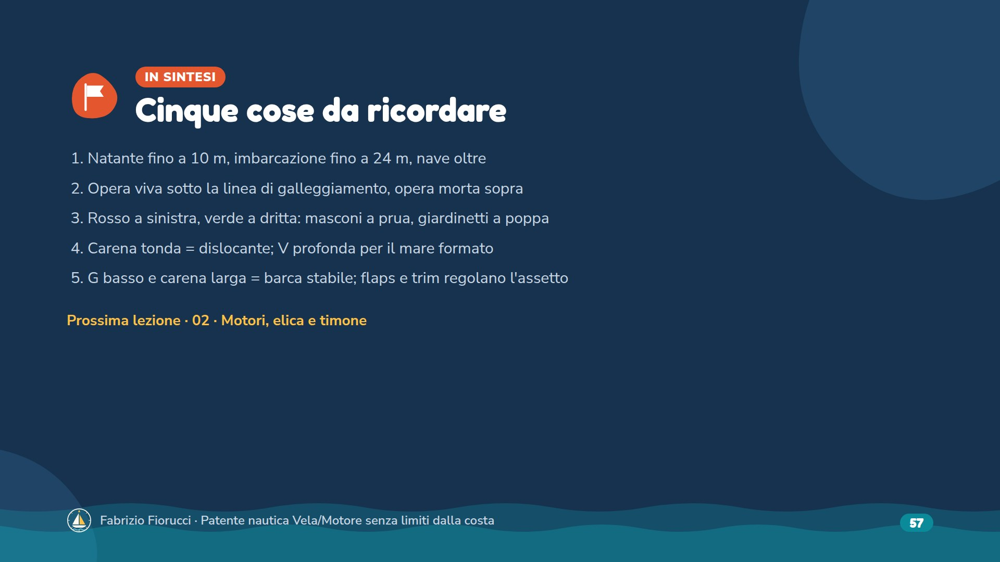 IN SINTESI
Cinque cose da ricordare
1. Natante fino a 10 m, imbarcazione fino a 24 m, nave oltre
2. Opera viva sotto la linea di galleggiamento, opera morta sopra
3. Rosso a sinistra, verde a dritta: masconi a prua, giardinetti a poppa
4. Carena tonda = dislocante; V profonda per il mare formato
5. G basso e carena larga = barca stabile; flaps e trim regolano l'assetto
Prossima lezione · 02 · Motori, elica e timone
Fabrizio Fiorucci · Patente nautica Vela/Motore senza limiti dalla costa
57